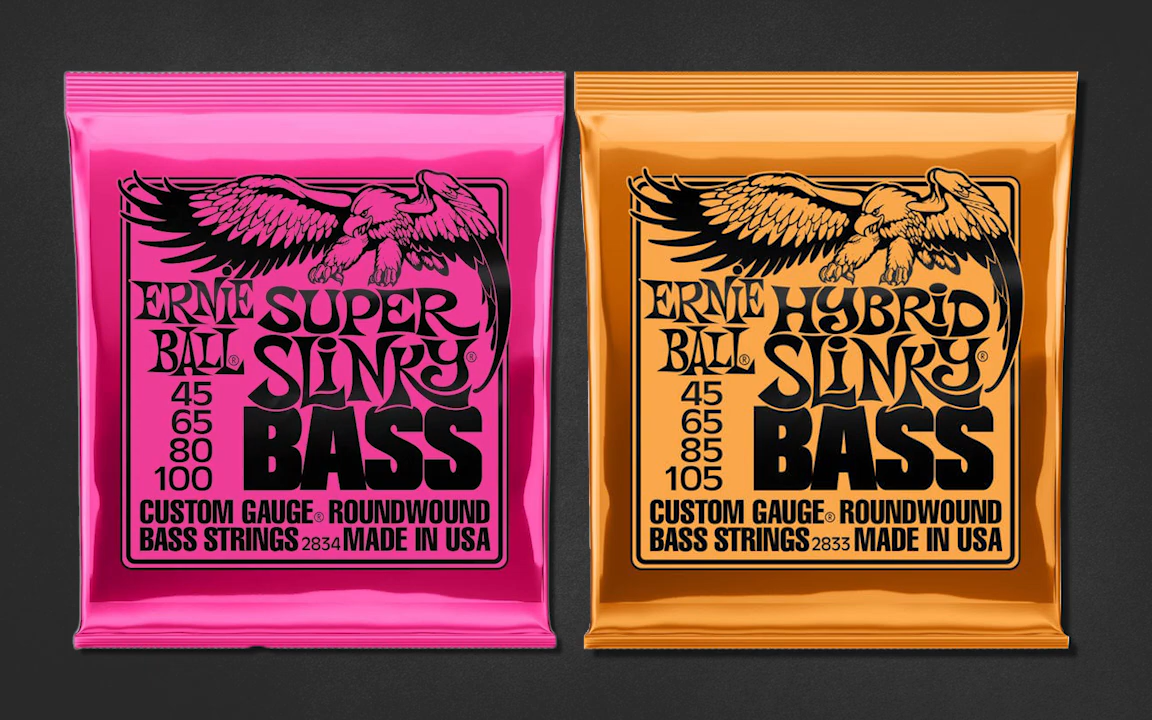 ERNIE BALL®
SUPER SLINKY®
BASS
45
65
80
100
CUSTOM GAUGE® ROUNDWOUND
BASS STRINGS 2834 MADE IN USA
ERNIE BALL®
HYBRID SLINKY®
BASS
45
65
85
105
CUSTOM GAUGE® ROUNDWOUND
BASS STRINGS 2833 MADE IN USA